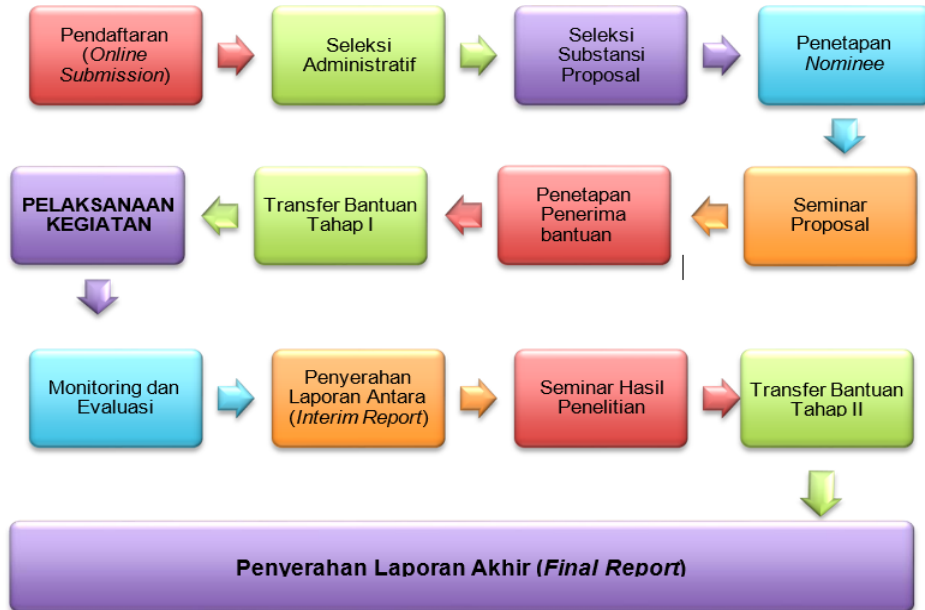 Pendaftaran
(Online
Submission)
Seleksi
Administratif
Seleksi
Substansi
Proposal
Penetapan
Nominee
PELAKSANAAN
KEGIATAN
Transfer Bantuan
Tahap I
Penetapan
Penerima
bantuan
Seminar
Proposal
Monitoring dan
Evaluasi
Penyerahan
Laporan Antara
(Interim Report)
Seminar Hasil
Penelitian
Transfer Bantuan
Tahap II
Penyerahan Laporan Akhir (Final Report)